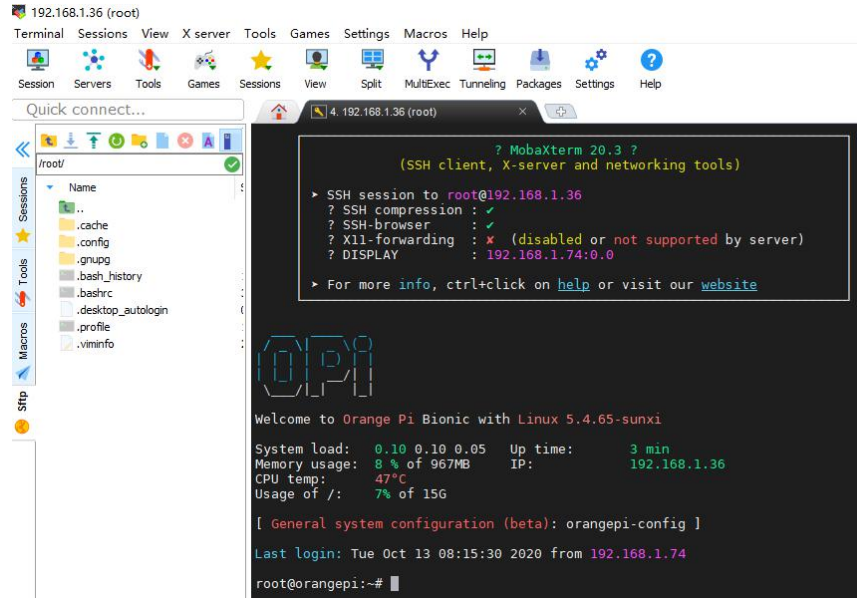 192.168.1.36 (root)
Terminal Sessions View X server Tools Games Settings Macros Help
Session Servers Tools Games Sessions View Split MultiExec Tunneling Packages Settings Help
Quick connect...
4. 192.168.1.36 (root)
/root/
Name
..
.cache
.config
.gnupg
.bash_history
.bashrc
.desktop_autologin
.profile
.viminfo
Sessions
Tools
Macros
Sftp
? MobaXterm 20.3 ?
(SSH client, X-server and networking tools)
➤ SSH session to root@192.168.1.36
? SSH compression : ✔
? SSH-browser : ✔
? X11-forwarding : ✘ (disabled or not supported by server)
? DISPLAY : 192.168.1.74:0.0
➤ For more info, ctrl+click on help or visit our website
OPi
Welcome to Orange Pi Bionic with Linux 5.4.65-sunxi
System load: 0.10 0.10 0.05 Up time: 3 min
Memory usage: 8 % of 967MB IP: 192.168.1.36
CPU temp: 47°C
Usage of /: 7% of 15G
[ General system configuration (beta): orangepi-config ]
Last login: Tue Oct 13 08:15:30 2020 from 192.168.1.74
root@orangepi:~#